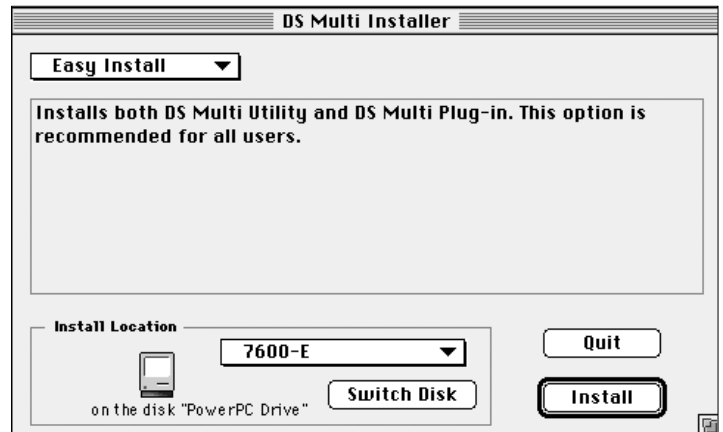 DS Multi Installer
Easy Install
Installs both DS Multi Utility and DS Multi Plug-in. This option is
recommended for all users.
Install Location
7600-E
Quit
on the disk "PowerPC Drive"
Switch Disk
Install